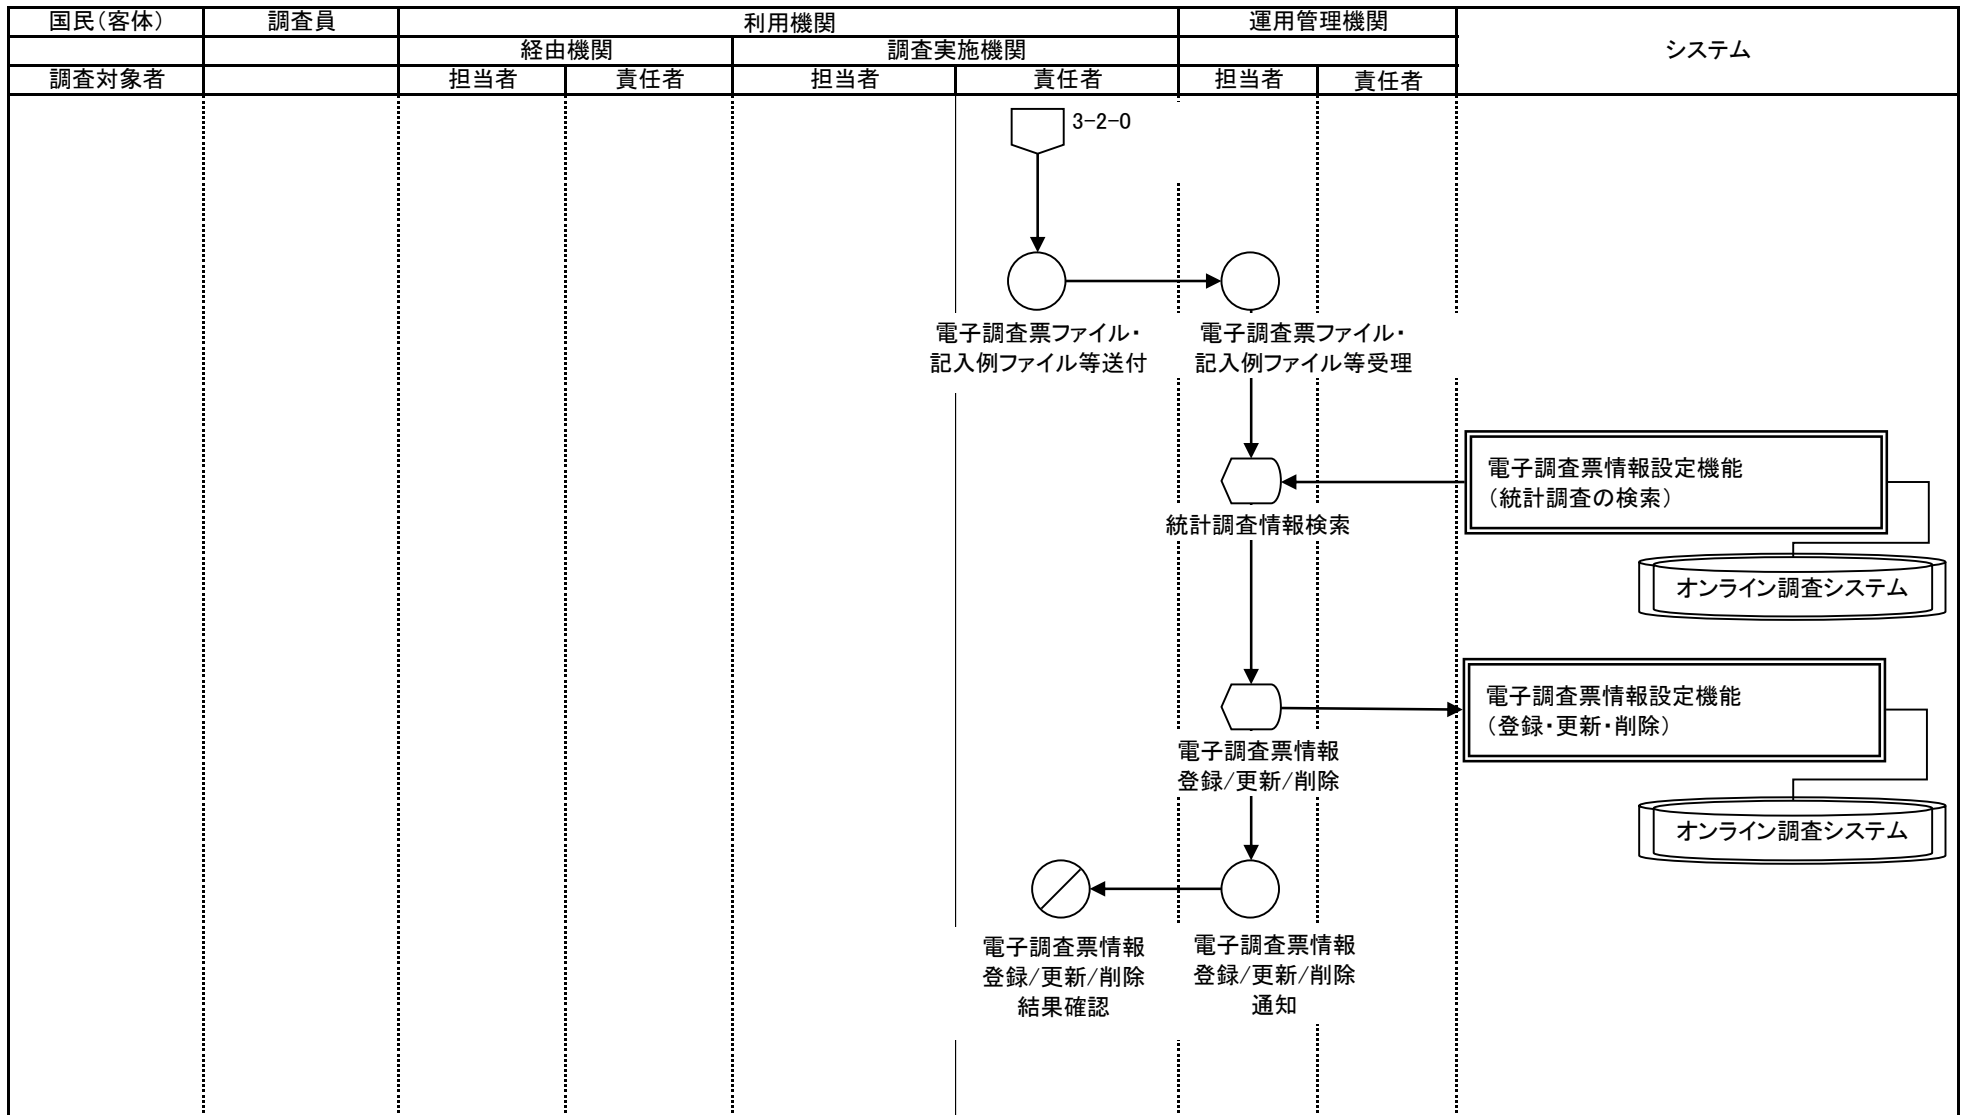 国民（客体）
調査員
利用機関
運用管理機関
システム
経由機関
調査実施機関
調査対象者
担当者
責任者
担当者
責任者
担当者
責任者
3-2-0
電子調査票ファイル・
記入例ファイル等送付
電子調査票ファイル・
記入例ファイル等受理
電子調査票情報設定機能
（統計調査の検索）
統計調査情報検索
オンライン調査システム
電子調査票情報設定機能
（登録・更新・削除）
電子調査票情報
登録/更新/削除
オンライン調査システム
電子調査票情報
登録/更新/削除
結果確認
電子調査票情報
登録/更新/削除
通知